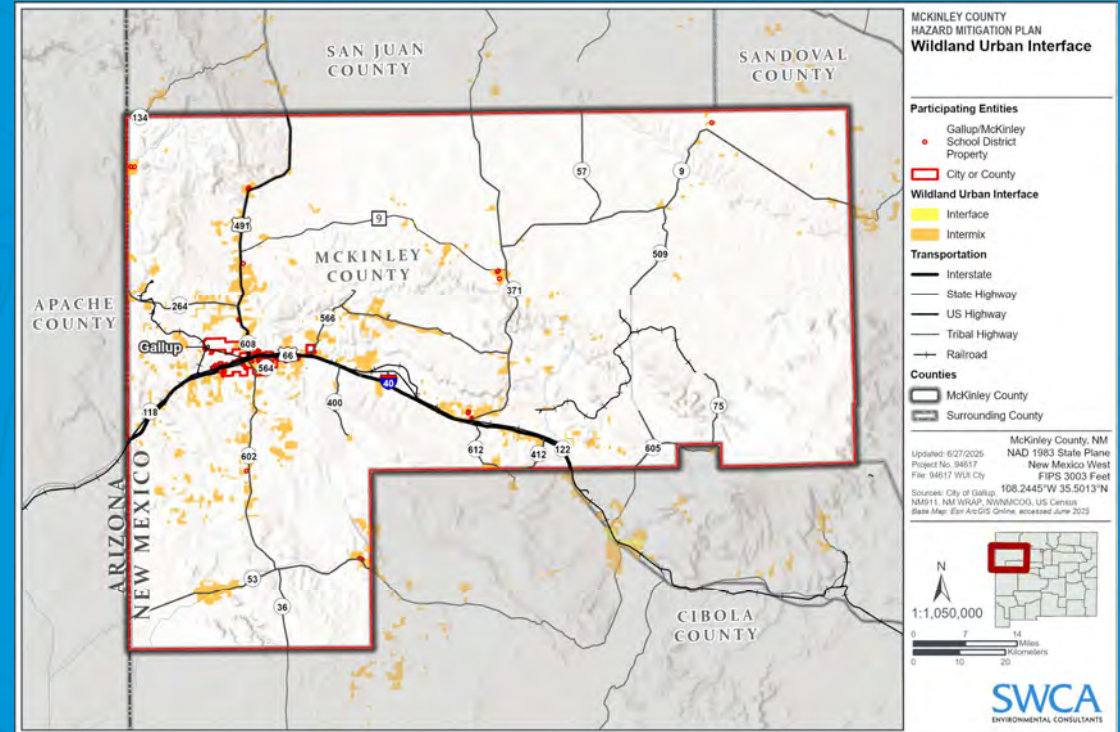 SAN JUAN
COUNTY
SANDOVAL
COUNTY
134
57
9
491
9
MCKINLEY
COUNTY
509
371
APACHE
COUNTY
264
566
Gallup
608
66
564
40
400
118
75
612
412
122
605
602
ARIZONA
NEW MEXICO
53
36
CIBOLA
COUNTY
MCKINLEY COUNTY
HAZARD MITIGATION PLAN
Wildland Urban Interface
Participating Entities
Gallup/McKinley
School District
Property
City or County
Wildland Urban Interface
Interface
Intermix
Transportation
Interstate
State Highway
US Highway
Tribal Highway
Railroad
Counties
McKinley County
Surrounding County
McKinley County, NM
NAD 1983 State Plane
New Mexico West
FIPS 3003 Feet
108.2445°W 35.5013°N
Updated: 6/27/2025
Project No. 94617
File: 94617 WUI Cty
Sources: City of Gallup,
NM911, NM WRAP, NWNMCOG, US Census
Base Map: Esri ArcGIS Online, accessed June 2025
N
1:1,050,000
0 7 14
Miles
Kilometers
0 10 20
SWCA
ENVIRONMENTAL CONSULTANTS